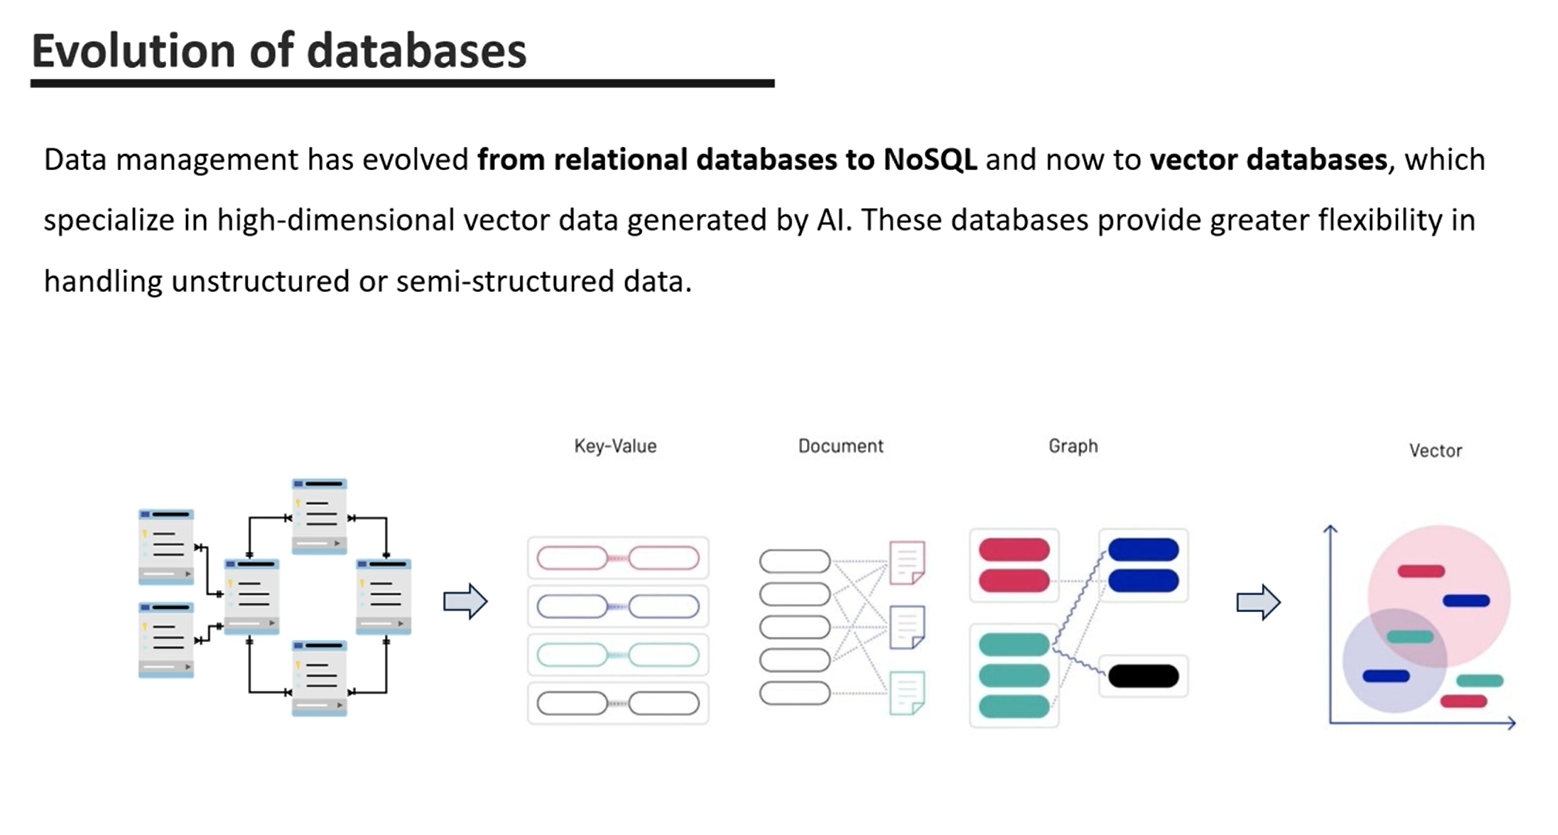 Evolution of databases
Data management has evolved from relational databases to NoSQL and now to vector databases, which
specialize in high-dimensional vector data generated by AI. These databases provide greater flexibility in
handling unstructured or semi-structured data.
Key-Value
Document
Graph
Vector